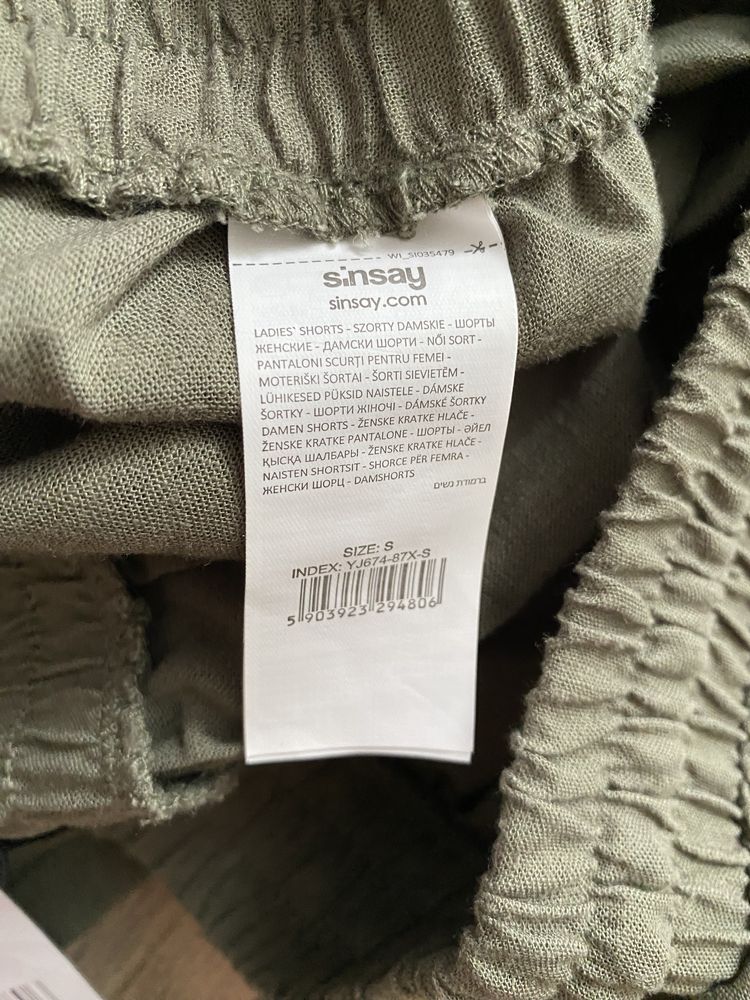 WI_SI035479
sinsay
sinsay.com
LADIES' SHORTS - SZORTY DAMSKIE - ШОРТЫ
ЖЕНСКИЕ - ДАМСКИ ШОРТИ - NŐI SORT -
PANTALONI SCURȚI PENTRU FEMEI -
MOTERIŠKI ŠORTAI - ŠORTI SIEVIETĒM -
LÜHIKESED PÜKSID NAISTELE - DÁMSKE
ŠORTKY - ШОРТИ ЖІНОЧІ - DÁMSKÉ ŠORTKY
DAMEN SHORTS - ŽENSKE KRATKE HLAČE -
ŽENSKE KRATKE PANTALONE - ШОРТЫ - ӘЙЕЛ
ҚЫСҚА ШАЛБАРЫ - ŽENSKE KRATKE HLAČE -
NAISTEN SHORTSIT - SHORCE PËR FEMRA -
ЖЕНСКИ ШОРЦ - DAMSHORTS
ברמודת נשים
SIZE: S
INDEX: YJ674-87X-S
5 903923 294806